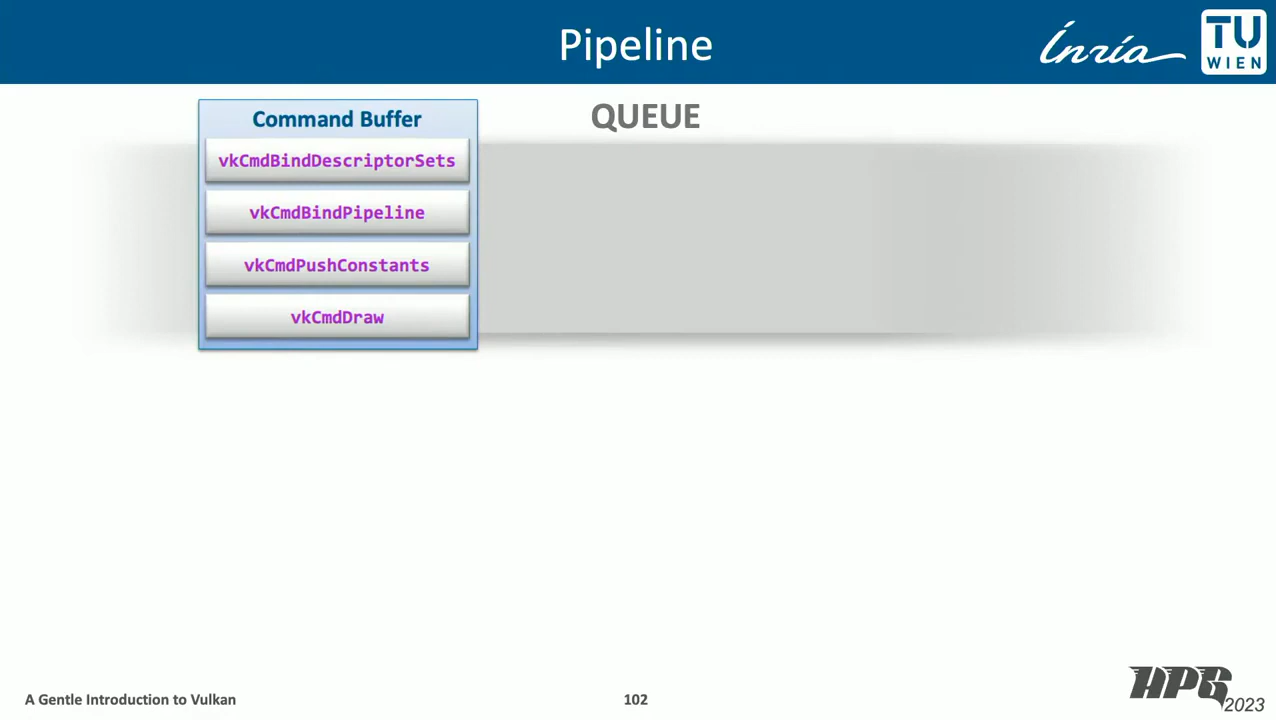 Pipeline
Inria
TU
WIEN
Command Buffer
QUEUE
vkCmdBindDescriptorSets
vkCmdBindPipeline
vkCmdPushConstants
vkCmdDraw
A Gentle Introduction to Vulkan
102
HPG
2023